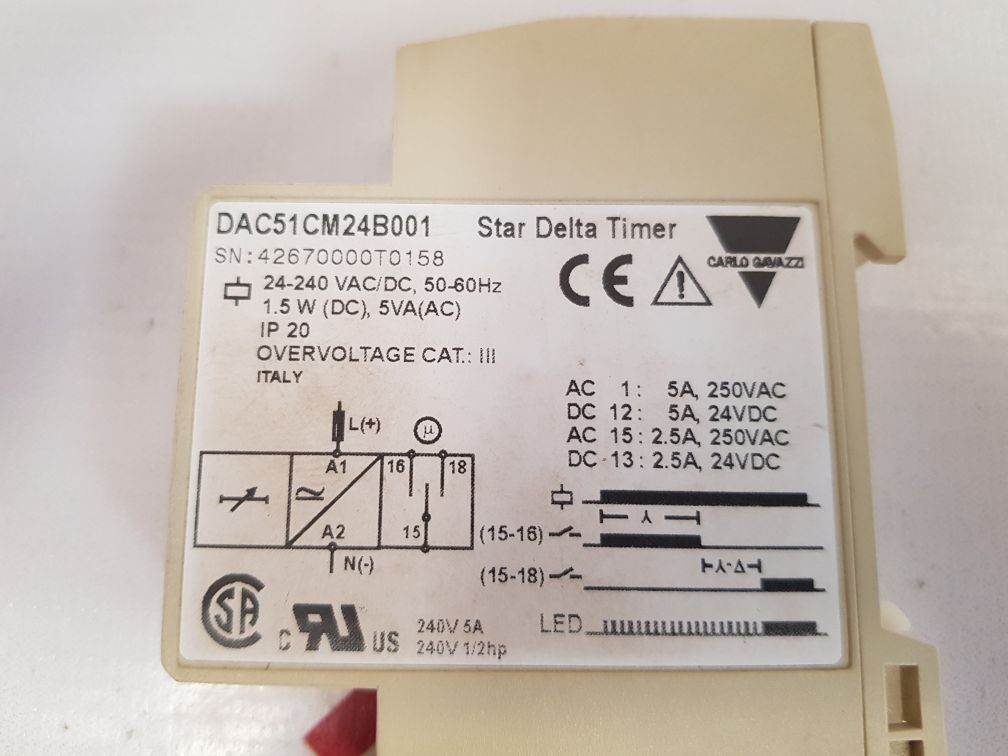 DAC51CM24B001 Star Delta Timer
SN:42670000T0158
CARLO GAVAZZI
24-240 VAC/DC, 50-60Hz
1.5 W (DC), 5VA(AC)
IP 20
OVERVOLTAGE CAT.: III
ITALY
CE
AC 1: 5A, 250VAC
DC 12: 5A, 24VDC
AC 15: 2.5A, 250VAC
DC 13: 2.5A, 24VDC
L(+) μ
A1 16 18
A2 15
N(-)
(15-16)
(15-18)
LED
SA
C RU US
240V 5A
240V 1/2hp